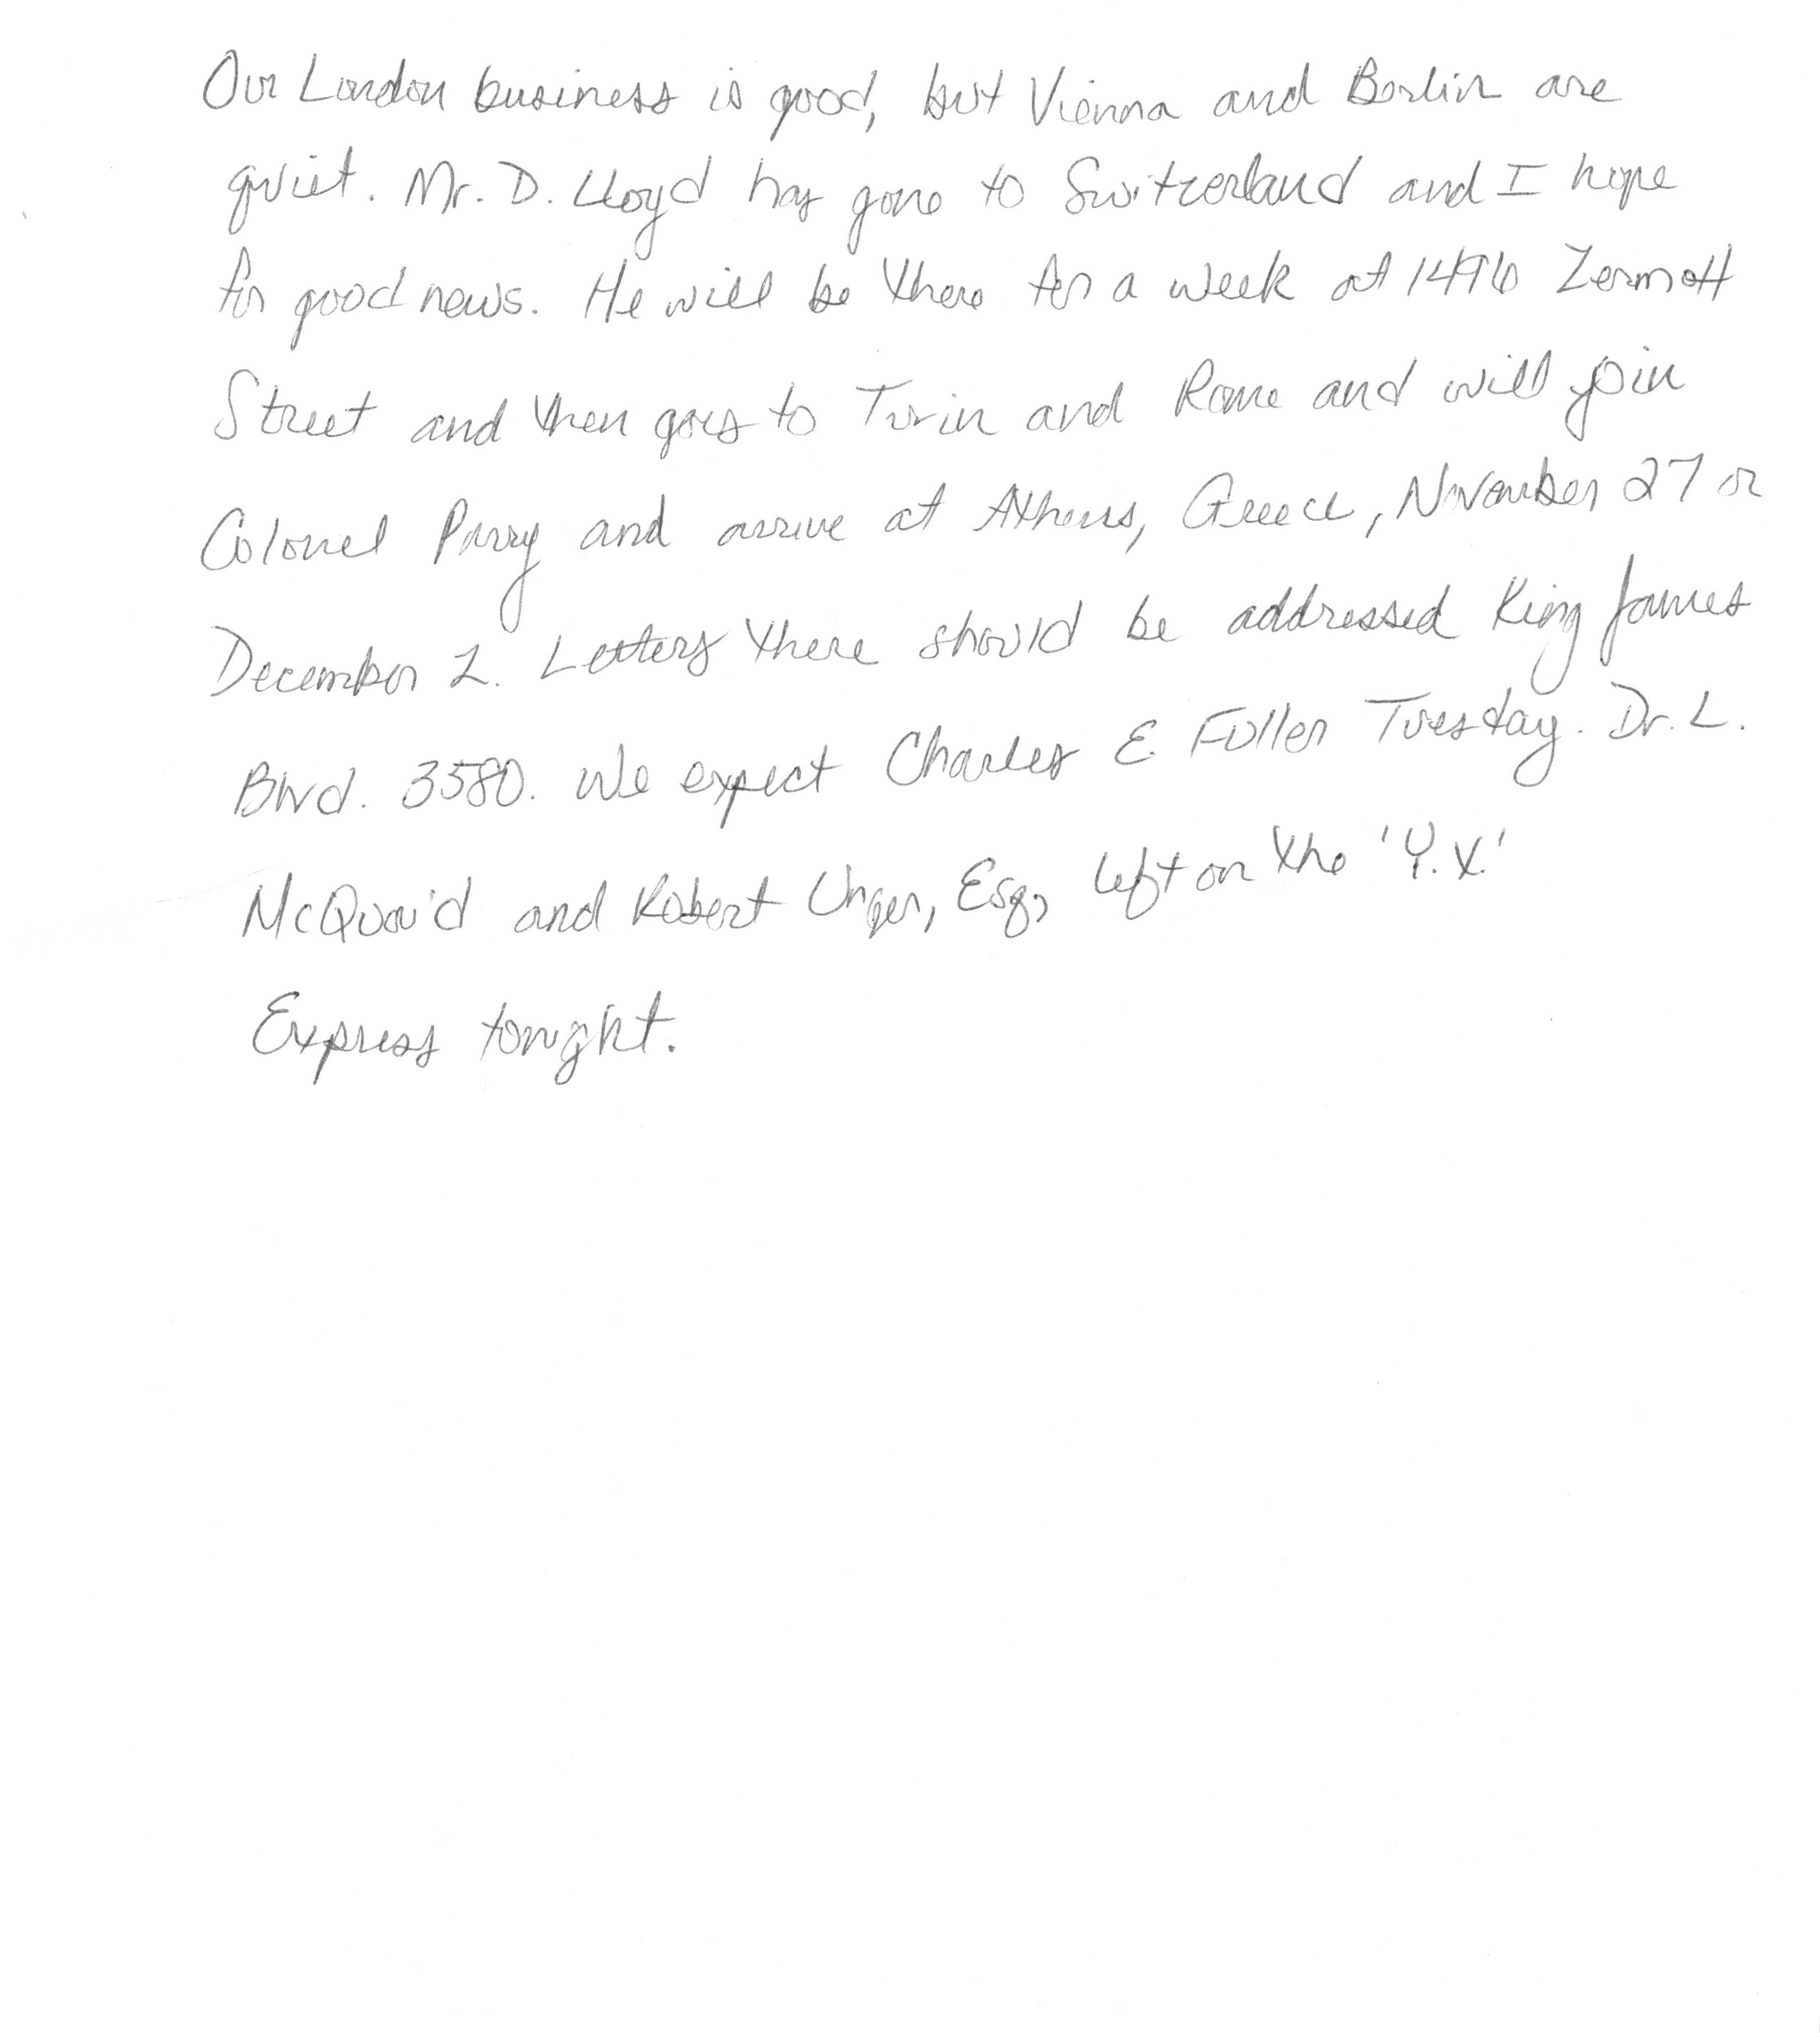 Our London business is good, but Vienna and Berlin are
quiet. Mr. D. Lloyd has gone to Switzerland and I hope
for good news. He will be there for a week at 1496 Zermott
Street and then goes to Turin and Rome and will join
Colonel Parry and arrive at Athens, Greece, November 27 or
December 2. Letters there should be addressed King James
Blvd. 3580. We expect Charles E. Fuller Tuesday. Dr. L.
McQuaid and Robert Unger, Esq., left on the 'Y.X.'
Express tonight.